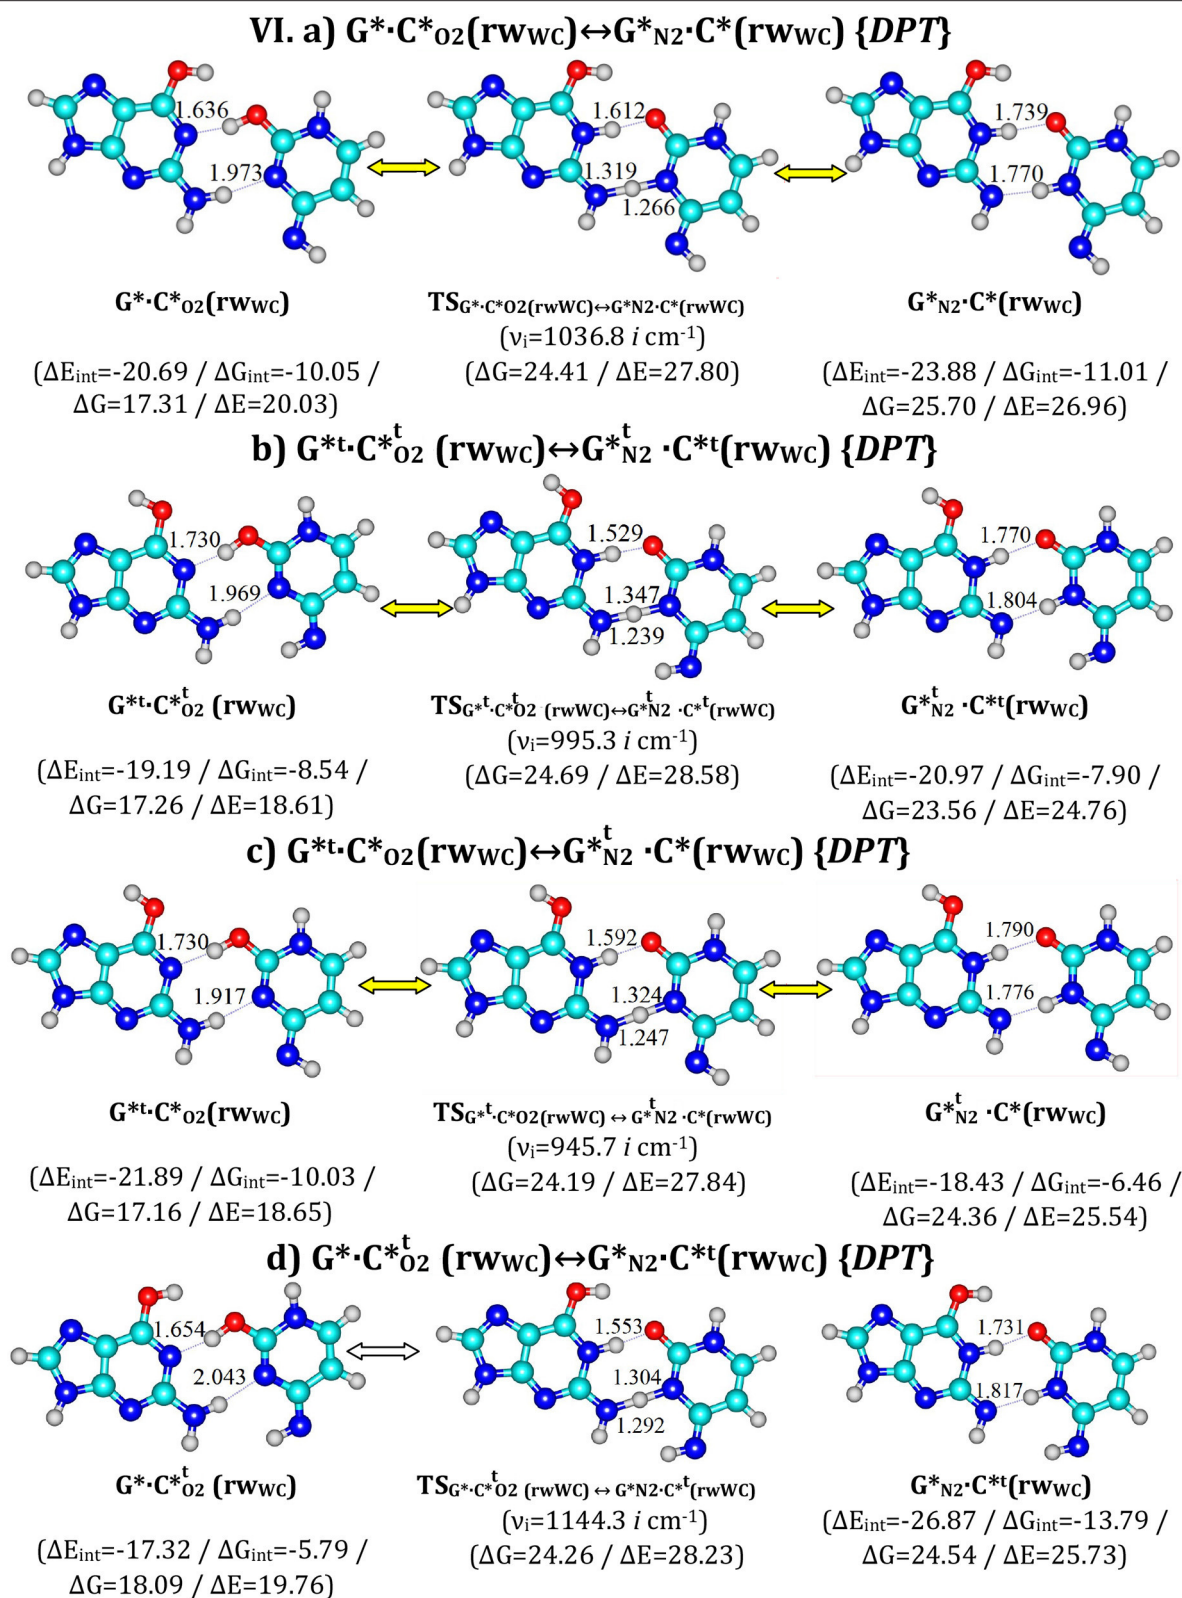 VI. a) G*·C*O2(rwWC)↔G*N2·C*(rwWC) {DPT}
1.636
1.973
1.612
1.319
1.266
1.739
1.770
G*·C*O2(rwWC)
TSG*·C*O2(rwWC)↔G*N2·C*(rwWC)
G*N2·C*(rwWC)
(νi=1036.8 i cm-1)
(ΔEint=-20.69 / ΔGint=-10.05 /
ΔG=17.31 / ΔE=20.03)
(ΔG=24.41 / ΔE=27.80)
(ΔEint=-23.88 / ΔGint=-11.01 /
ΔG=25.70 / ΔE=26.96)
b) G*t·C*tO2 (rwWC)↔G*tN2 ·C*t(rwWC) {DPT}
1.730
1.969
1.529
1.347
1.239
1.770
1.804
G*t·C*tO2 (rwWC)
TSG*t·C*tO2 (rwWC)↔G*tN2 ·C*t(rwWC)
G*tN2 ·C*t(rwWC)
(νi=995.3 i cm-1)
(ΔEint=-19.19 / ΔGint=-8.54 /
ΔG=17.26 / ΔE=18.61)
(ΔG=24.69 / ΔE=28.58)
(ΔEint=-20.97 / ΔGint=-7.90 /
ΔG=23.56 / ΔE=24.76)
c) G*t·C*O2(rwWC)↔G*tN2 ·C*(rwWC) {DPT}
1.730
1.917
1.592
1.324
1.247
1.790
1.776
G*t·C*O2(rwWC)
TSG*t·C*O2(rwWC) ↔ G*tN2 ·C*(rwWC)
G*tN2 ·C*(rwWC)
(νi=945.7 i cm-1)
(ΔEint=-21.89 / ΔGint=-10.03 /
ΔG=17.16 / ΔE=18.65)
(ΔG=24.19 / ΔE=27.84)
(ΔEint=-18.43 / ΔGint=-6.46 /
ΔG=24.36 / ΔE=25.54)
d) G*·C*tO2 (rwWC)↔G*N2·C*t(rwWC) {DPT}
1.654
2.043
1.553
1.304
1.292
1.731
1.817
G*·C*tO2 (rwWC)
TSG*·C*tO2 (rwWC) ↔ G*N2·C*t(rwWC)
G*N2·C*t(rwWC)
(νi=1144.3 i cm-1)
(ΔEint=-17.32 / ΔGint=-5.79 /
ΔG=18.09 / ΔE=19.76)
(ΔG=24.26 / ΔE=28.23)
(ΔEint=-26.87 / ΔGint=-13.79 /
ΔG=24.54 / ΔE=25.73)